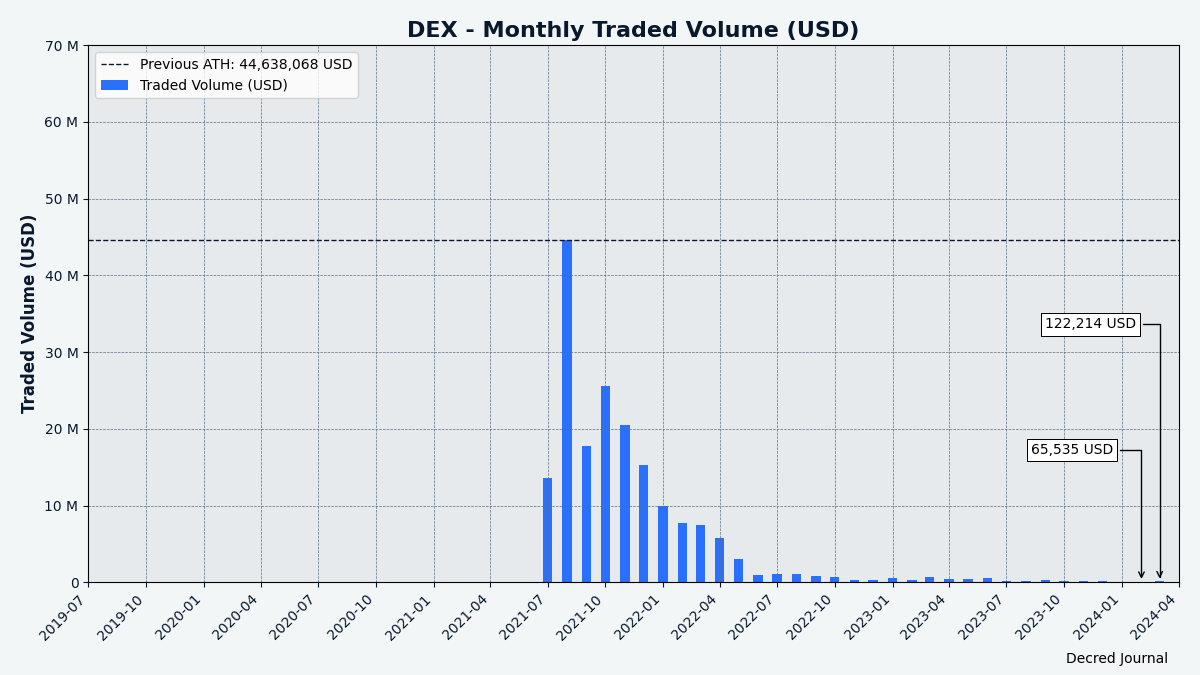 DEX - Monthly Traded Volume (USD)
Previous ATH: 44,638,068 USD
Traded Volume (USD)
Traded Volume (USD)
70 M
60 M
50 M
40 M
30 M
20 M
10 M
0
122,214 USD
65,535 USD
2019-07
2019-10
2020-01
2020-04
2020-07
2020-10
2021-01
2021-04
2021-07
2021-10
2022-01
2022-04
2022-07
2022-10
2023-01
2023-04
2023-07
2023-10
2024-01
2024-04
Decred Journal